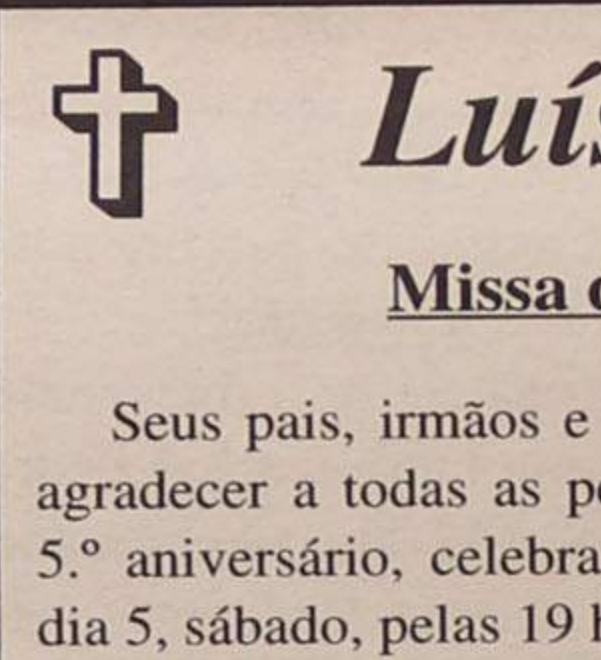 Luís
Missa
Seus pais, irmãos e
agradecer a todas as
5.º aniversário, celebra
dia 5, sábado, pelas 19